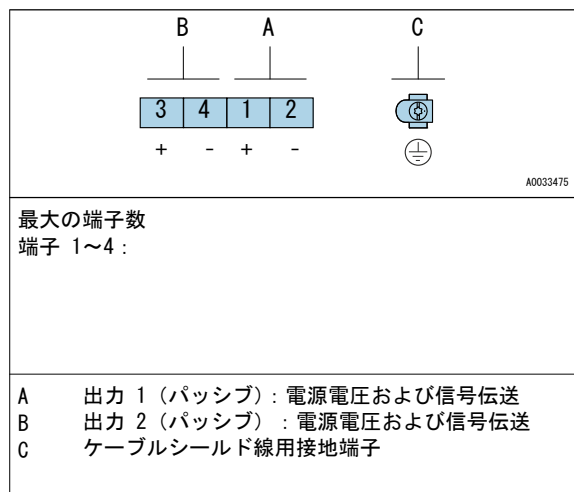 B A C
3 4 1 2
+ - + -
A0033475
最大の端子数
端子 1~4：
A 出力 1（パッシブ）：電源電圧および信号伝送
B 出力 2（パッシブ） ：電源電圧および信号伝送
C ケーブルシールド線用接地端子